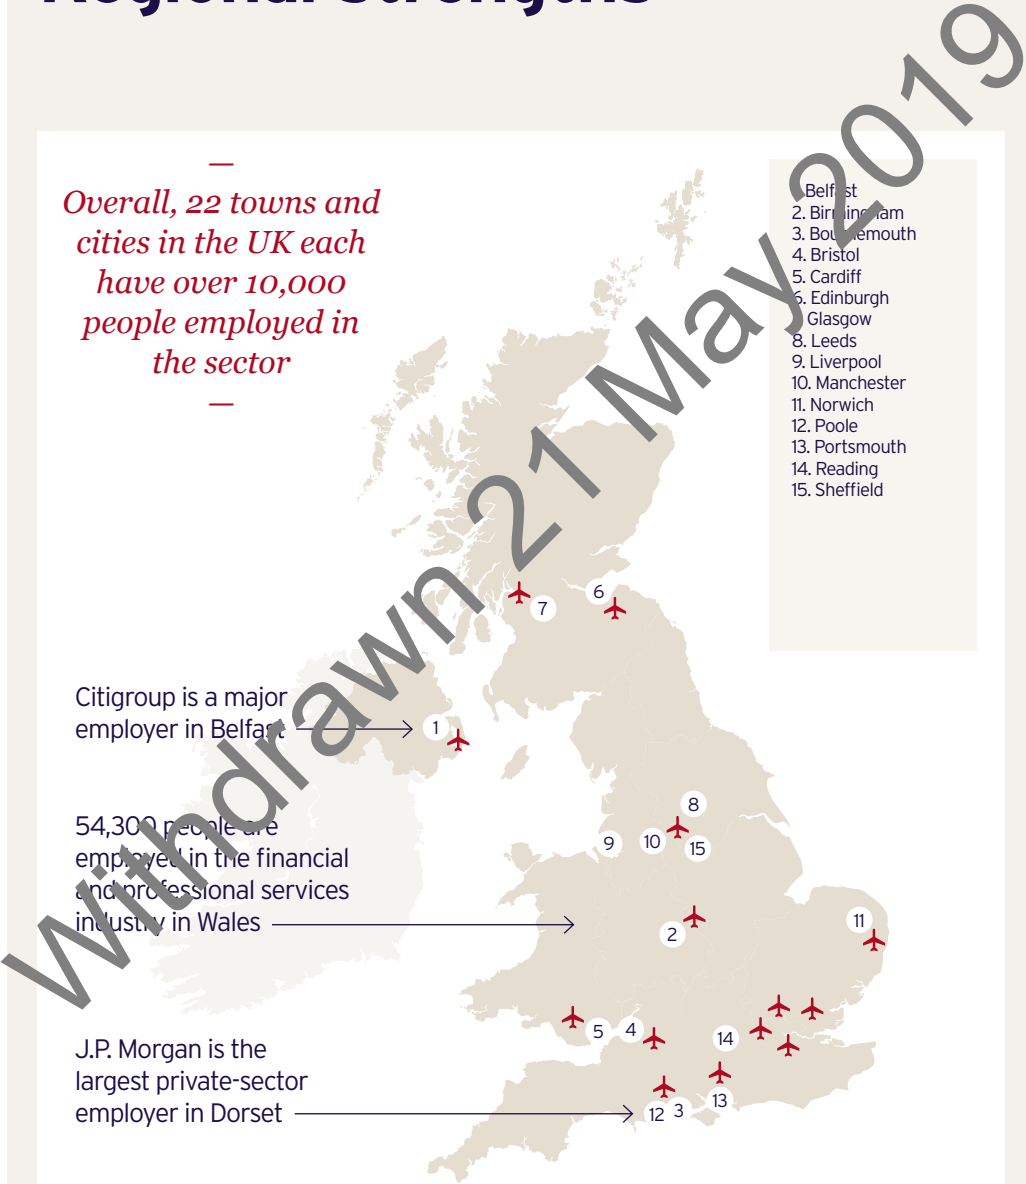 Regional Strengths
—
Overall, 22 towns and
cities in the UK each
have over 10,000
people employed in
the sector
—
Belfast
2. Birmingham
3. Bournemouth
4. Bristol
5. Cardiff
6. Edinburgh
Glasgow
8. Leeds
9. Liverpool
10. Manchester
11. Norwich
12. Poole
13. Portsmouth
14. Reading
15. Sheffield
7
6
Citigroup is a major
employer in Belfast
1
54,300 people are
employed in the financial
and professional services
industry in Wales
8
9
10
15
2
11
5
4
14
J.P. Morgan is the
largest private-sector
employer in Dorset
12
3
13
Withdrawn 21 May 2019